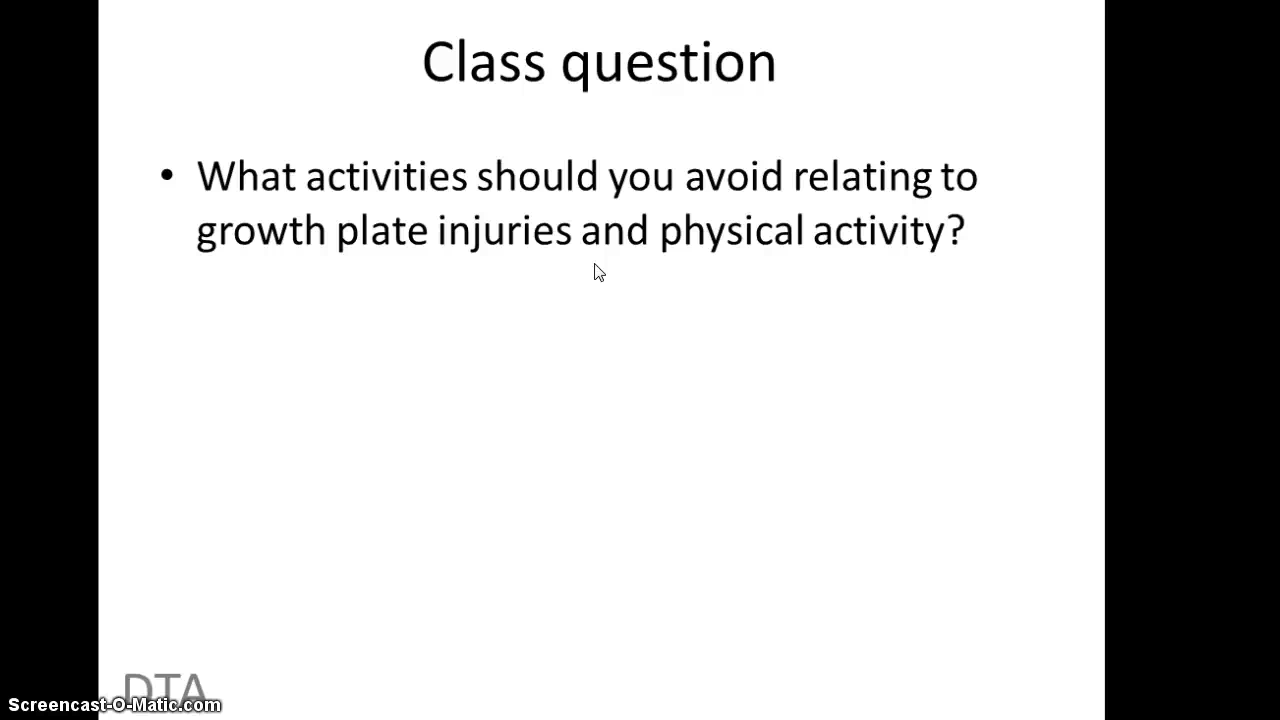 Class question
• What activities should you avoid relating to
growth plate injuries and physical activity?
DTA
Screencast-O-Matic.com